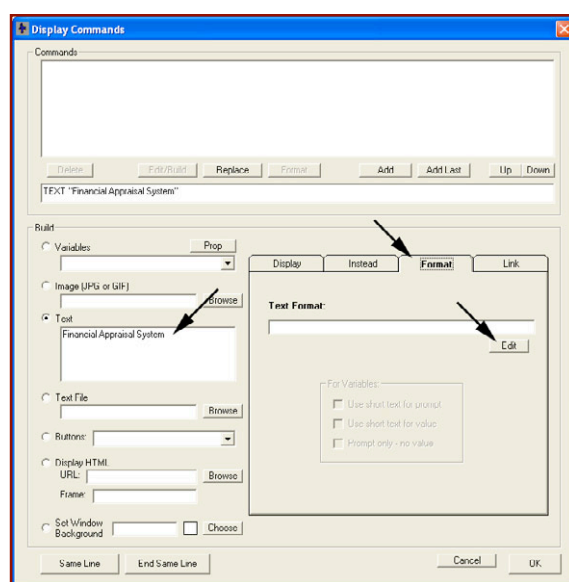 Display Commands
Commands
Delete Edit/Build Replace Format Add Add Last Up Down
TEXT "Financial Appraisal System"
Build
Variables Prop
Image (JPG or GIF)
Browse
Text
Financial Appraisal System
Text File
Browse
Buttons:
Display HTML
URL: Browse
Frame:
Set Window
Background Choose
Display Instead Format Link
Text Format:
Edit
For Variables:
Use short text for prompt
Use short text for value
Prompt only - no value
Same Line End Same Line Cancel OK